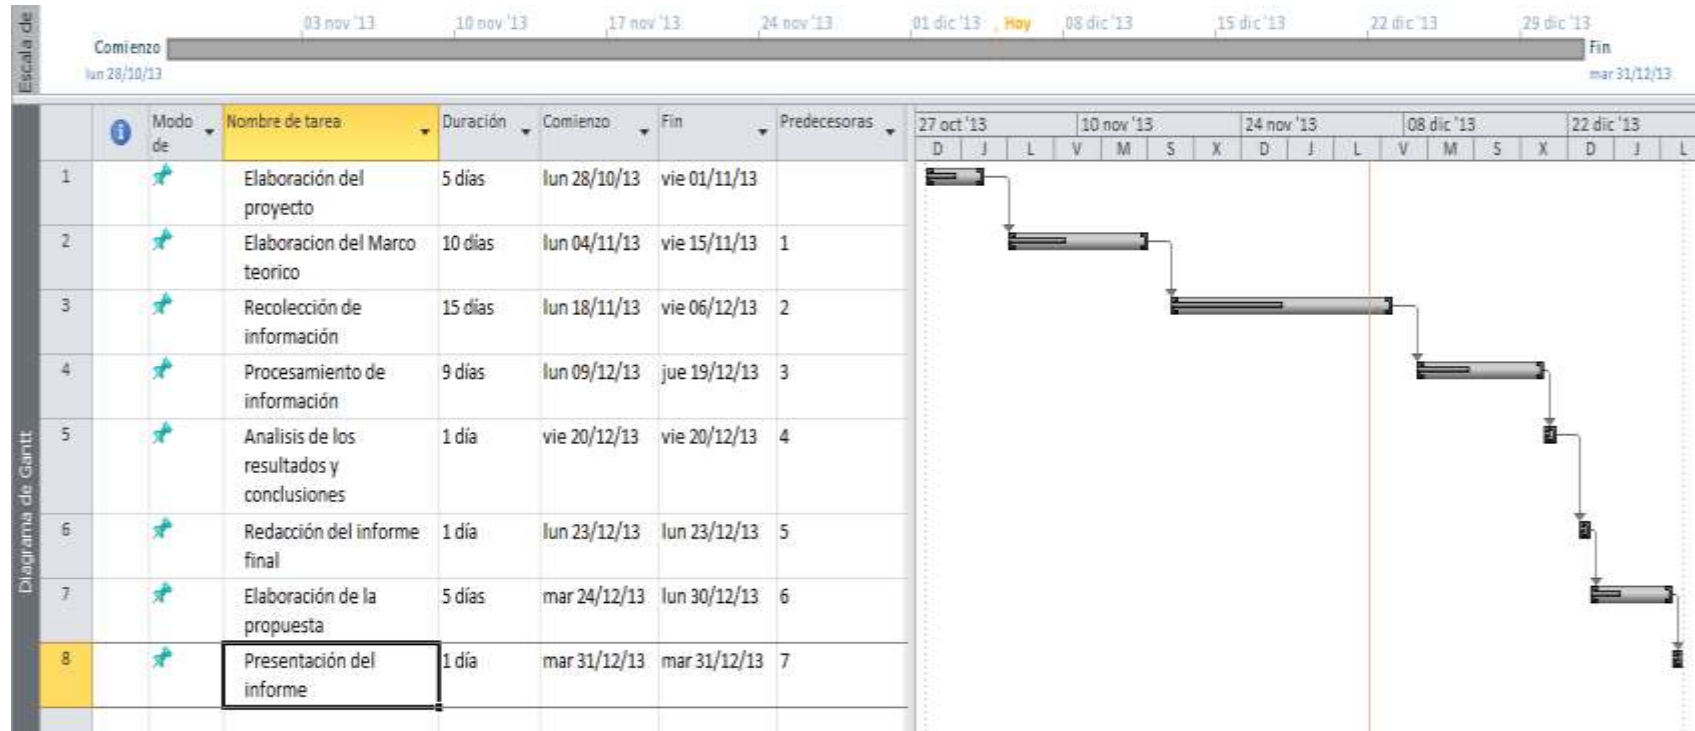 Escala de
03 nov '13 10 nov '13 17 nov '13 24 nov '13 01 dic '13 Hoy 08 dic '13 15 dic '13 22 dic '13 29 dic '13
Comienzo
lun 28/10/13
Fin
mar 31/12/13
Diagrama de Gantt
Modo de
Nombre de tarea Duración Comienzo Fin Predecesoras
27 oct '13 10 nov '13 24 nov '13 08 dic '13 22 dic '13
D J L V M S X D J L V M S X D J L
1 Elaboración del 5 días lun 28/10/13 vie 01/11/13
proyecto
2 Elaboracion del Marco 10 días lun 04/11/13 vie 15/11/13 1
teorico
3 Recolección de 15 días lun 18/11/13 vie 06/12/13 2
información
4 Procesamiento de 9 días lun 09/12/13 jue 19/12/13 3
información
5 Analisis de los 1 día vie 20/12/13 vie 20/12/13 4
resultados y
conclusiones
6 Redacción del informe 1 día lun 23/12/13 lun 23/12/13 5
final
7 Elaboración de la 5 días mar 24/12/13 lun 30/12/13 6
propuesta
8 Presentación del 1 día mar 31/12/13 mar 31/12/13 7
informe